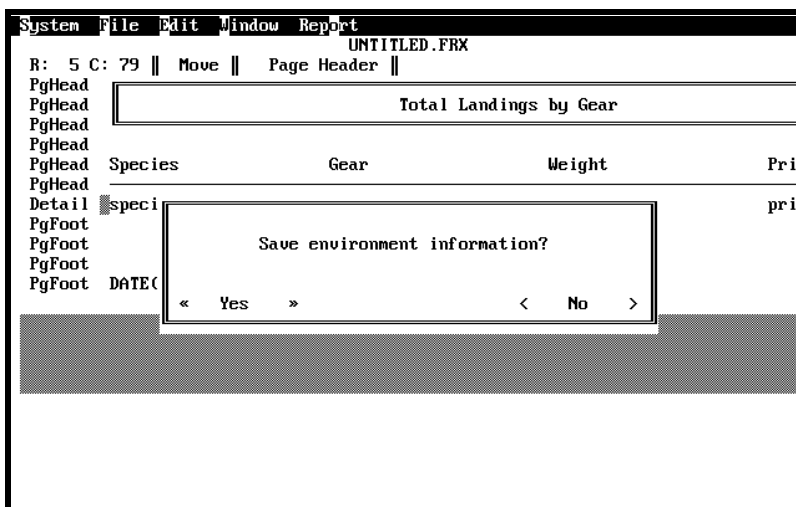 System File Edit Window Report
UNTITLED.FRX
R: 5 C: 79 ‖ Move ‖ Page Header ‖
PgHead
PgHead Total Landings by Gear
PgHead
PgHead
PgHead Species Gear Weight Pri
PgHead
Detail speci pri
PgFoot
PgFoot Save environment information?
PgFoot
PgFoot DATE(
« Yes » < No >